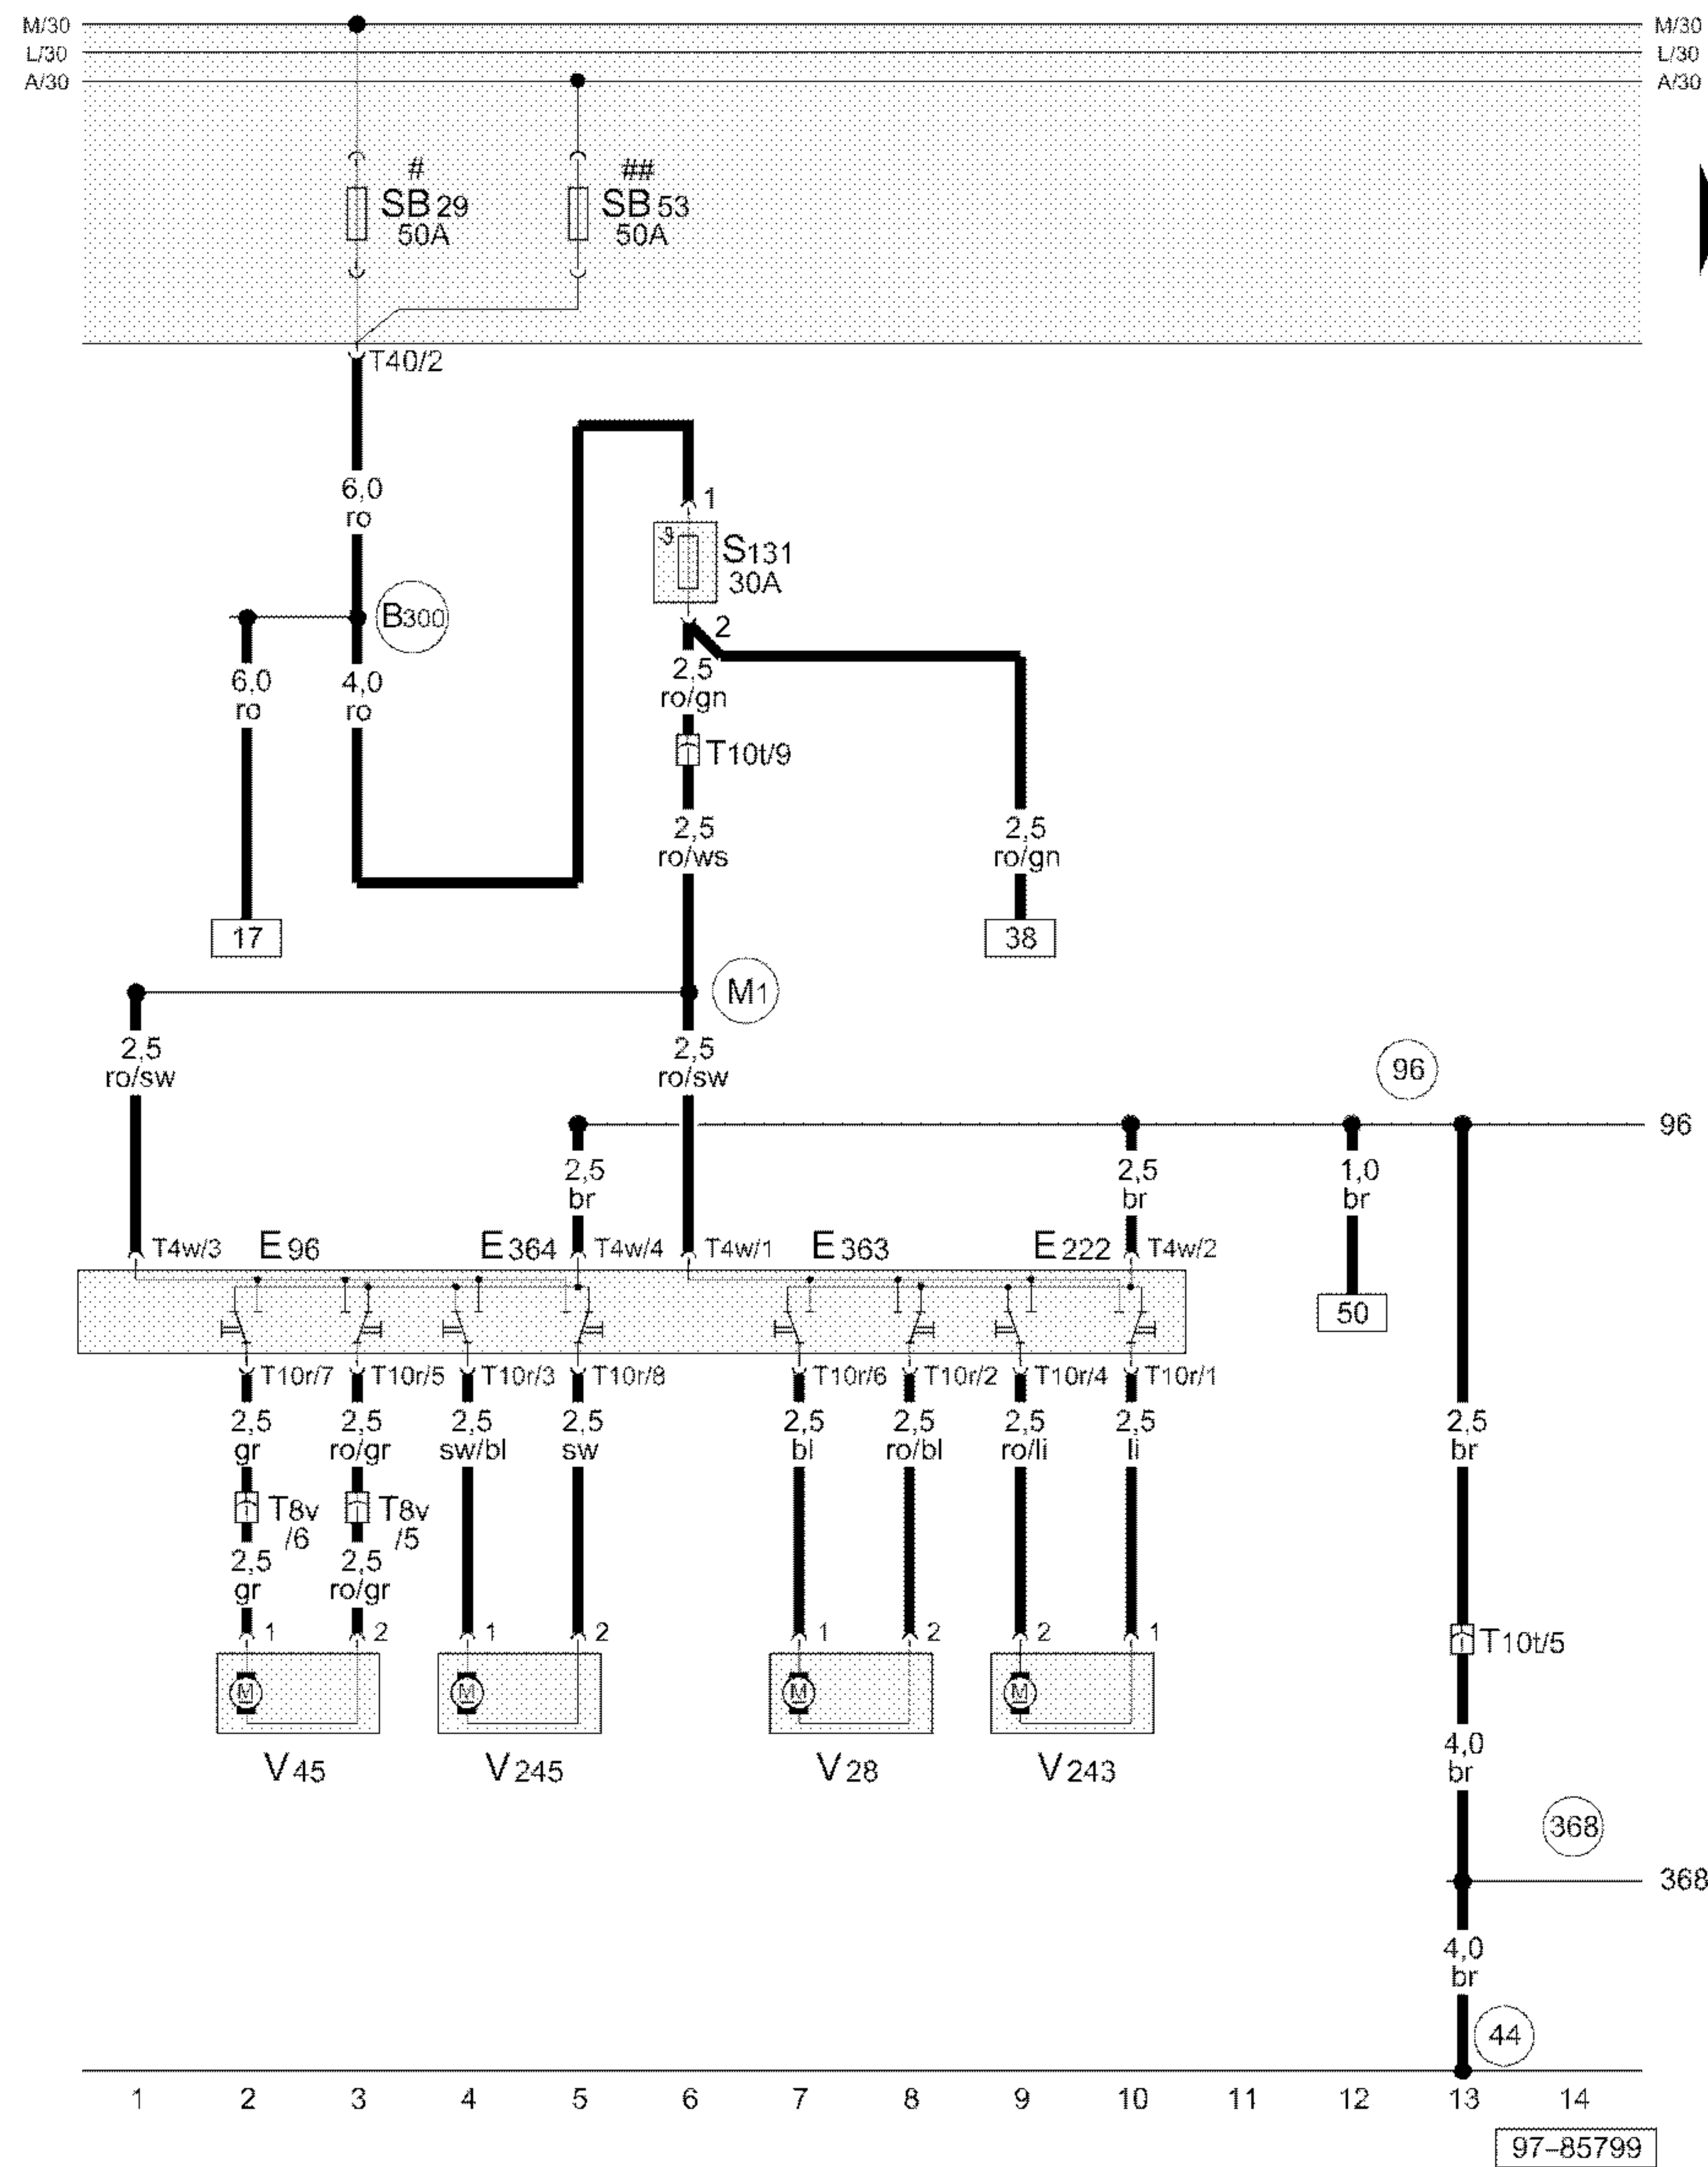 M/30 M/30
L/30 L/30
A/30 A/30
# ##
SB29 SB53
50A 50A
T40/2
6,0
ro
1
S131
30A
B300
2
6,0 4,0 2,5
ro ro ro/gn
T10t/9
2,5 2,5
ro/ws ro/gn
17 38
M1
2,5 2,5
ro/sw ro/sw
96
96
2,5 2,5 1,0
br br br
T4w/3 E96 E364 T4w/4 T4w/1 E363 E222 T4w/2
50
T10r/7 T10r/5 T10r/3 T10r/8 T10r/6 T10r/2 T10r/4 T10r/1
2,5 2,5 2,5 2,5 2,5 2,5 2,5 2,5 2,5
gr ro/gr sw/bl sw bl ro/bl ro/li li br
T8v T8v
/6 /5
2,5 2,5
gr ro/gr
1 2 1 2 1 2 2 1
T10t/5
M M M M
4,0
br
V45 V245 V28 V243
368
368
4,0
br
44
1 2 3 4 5 6 7 8 9 10 11 12 13 14
97-85799